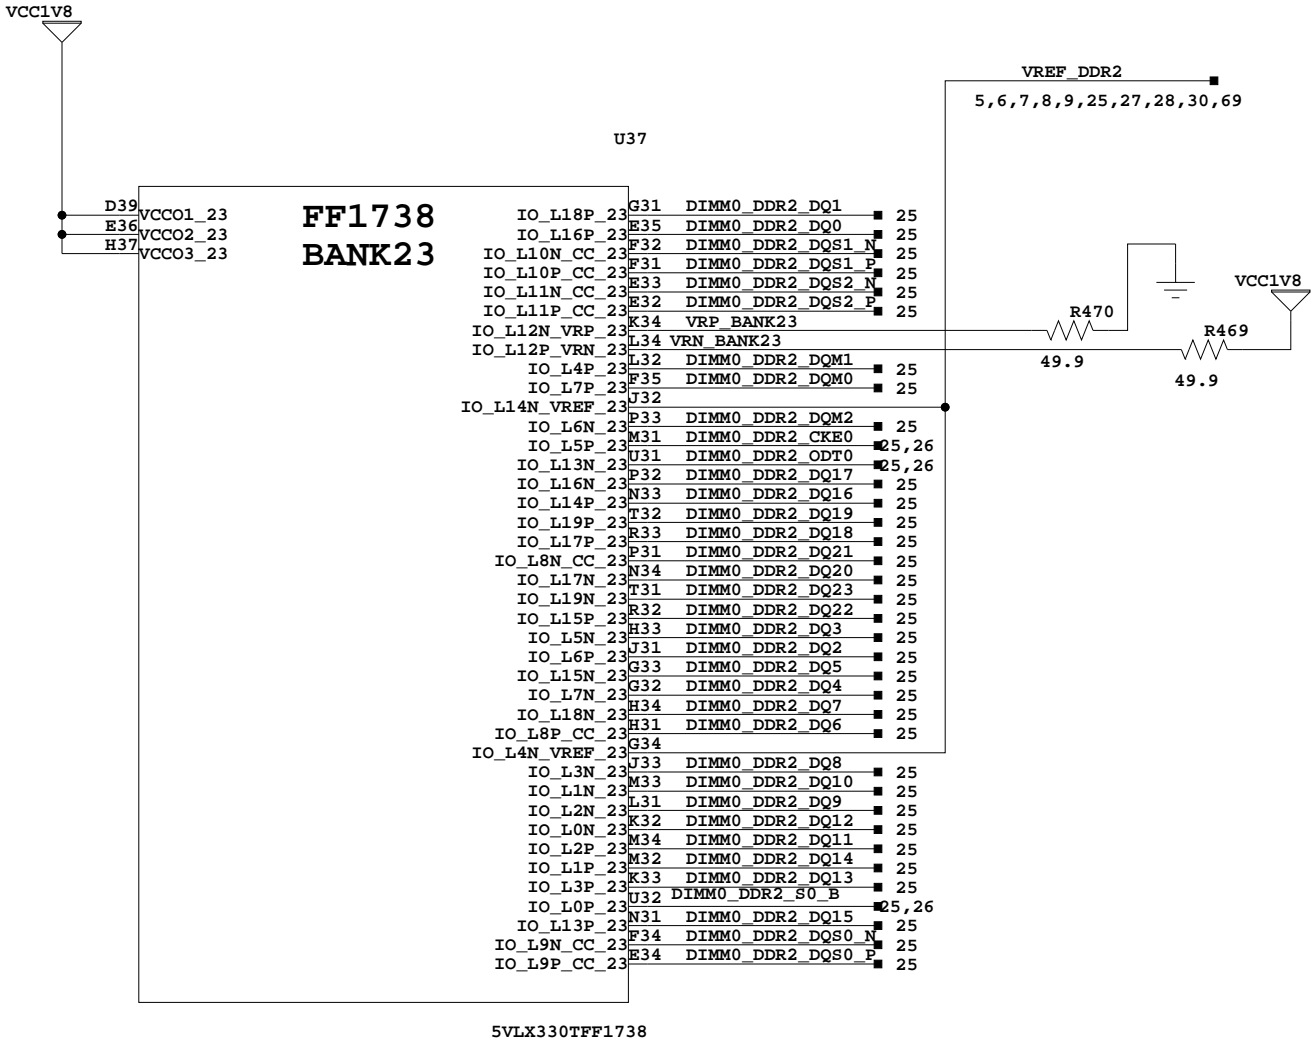 VCC1V8
VREF_DDR2
5,6,7,8,9,25,27,28,30,69
U37
FF1738
BANK23
D39 VCCO1_23
E36 VCCO2_23
H37 VCCO3_23
IO_L18P_23 G31 DIMM0_DDR2_DQ1 25
IO_L16P_23 E35 DIMM0_DDR2_DQ0 25
IO_L10N_CC_23 F32 DIMM0_DDR2_DQS1_N 25
IO_L10P_CC_23 F31 DIMM0_DDR2_DQS1_P 25
IO_L11N_CC_23 E33 DIMM0_DDR2_DQS2_N 25
IO_L11P_CC_23 E32 DIMM0_DDR2_DQS2_P 25
VCC1V8
IO_L12N_VRP_23 K34 VRP_BANK23 R470 49.9
IO_L12P_VRN_23 L34 VRN_BANK23 R469 49.9
IO_L4P_23 L32 DIMM0_DDR2_DQM1 25
IO_L7P_23 F35 DIMM0_DDR2_DQM0 25
IO_L14N_VREF_23 J32
IO_L6N_23 P33 DIMM0_DDR2_DQM2 25
IO_L5P_23 M31 DIMM0_DDR2_CKE0 25,26
IO_L13N_23 U31 DIMM0_DDR2_ODT0 25,26
IO_L16N_23 P32 DIMM0_DDR2_DQ17 25
IO_L14P_23 N33 DIMM0_DDR2_DQ16 25
IO_L19P_23 T32 DIMM0_DDR2_DQ19 25
IO_L17P_23 R33 DIMM0_DDR2_DQ18 25
IO_L8N_CC_23 P31 DIMM0_DDR2_DQ21 25
IO_L17N_23 N34 DIMM0_DDR2_DQ20 25
IO_L19N_23 T31 DIMM0_DDR2_DQ23 25
IO_L15P_23 R32 DIMM0_DDR2_DQ22 25
IO_L5N_23 H33 DIMM0_DDR2_DQ3 25
IO_L6P_23 J31 DIMM0_DDR2_DQ2 25
IO_L15N_23 G33 DIMM0_DDR2_DQ5 25
IO_L7N_23 G32 DIMM0_DDR2_DQ4 25
IO_L18N_23 H34 DIMM0_DDR2_DQ7 25
IO_L8P_CC_23 H31 DIMM0_DDR2_DQ6 25
IO_L4N_VREF_23 G34
IO_L3N_23 J33 DIMM0_DDR2_DQ8 25
IO_L1N_23 M33 DIMM0_DDR2_DQ10 25
IO_L2N_23 L31 DIMM0_DDR2_DQ9 25
IO_L0N_23 K32 DIMM0_DDR2_DQ12 25
IO_L2P_23 M34 DIMM0_DDR2_DQ11 25
IO_L1P_23 M32 DIMM0_DDR2_DQ14 25
IO_L3P_23 K33 DIMM0_DDR2_DQ13 25
IO_L0P_23 U32 DIMM0_DDR2_S0_B 25,26
IO_L13P_23 N31 DIMM0_DDR2_DQ15 25
IO_L9N_CC_23 F34 DIMM0_DDR2_DQS0_N 25
IO_L9P_CC_23 E34 DIMM0_DDR2_DQS0_P 25
5VLX330TFF1738